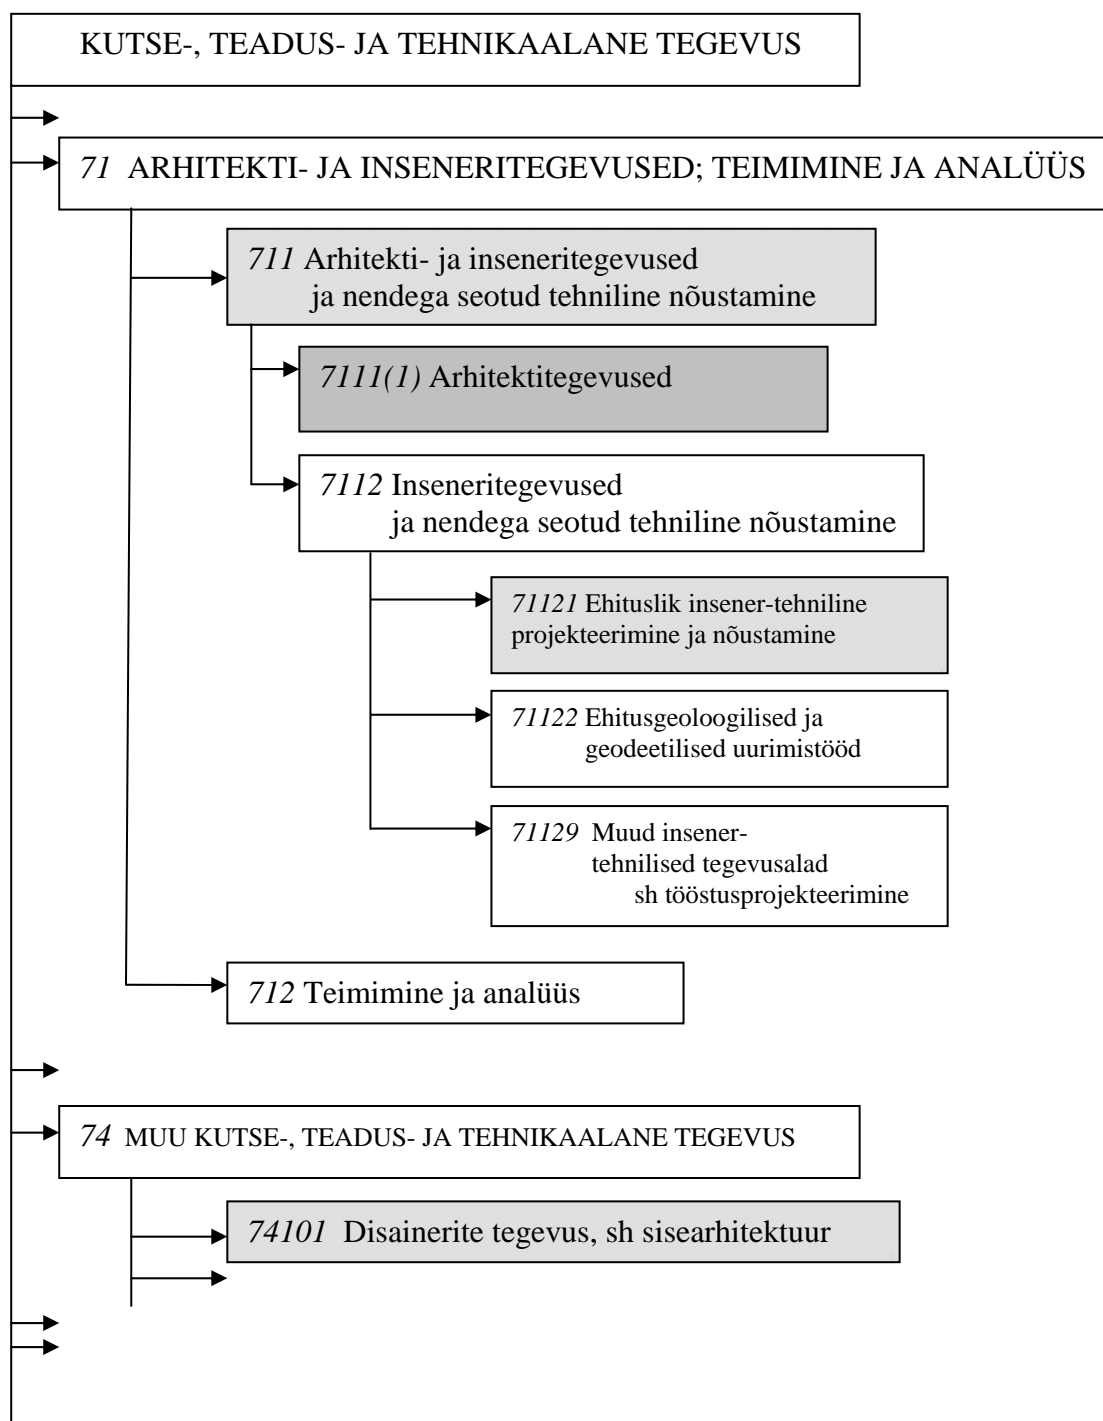 KUTSE-, TEADUS- JA TEHNIKAALANE TEGEVUS
71 ARHITEKTI- JA INSENERITEGEVUSED; TEIMIMINE JA ANALÜÜS
711 Arhitekti- ja inseneritegevused
ja nendega seotud tehniline nõustamine
7111(1) Arhitektitegevused
7112 Inseneritegevused
ja nendega seotud tehniline nõustamine
71121 Ehituslik insener-tehniline
projekteerimine ja nõustamine
71122 Ehitusgeoloogilised ja
geodeetilised uurimistööd
71129 Muud insener-
tehnilised tegevusalad
sh tööstusprojekteerimine
712 Teimimine ja analüüs
74 MUU KUTSE-, TEADUS- JA TEHNIKAALANE TEGEVUS
74101 Disainerite tegevus, sh sisearhitektuur